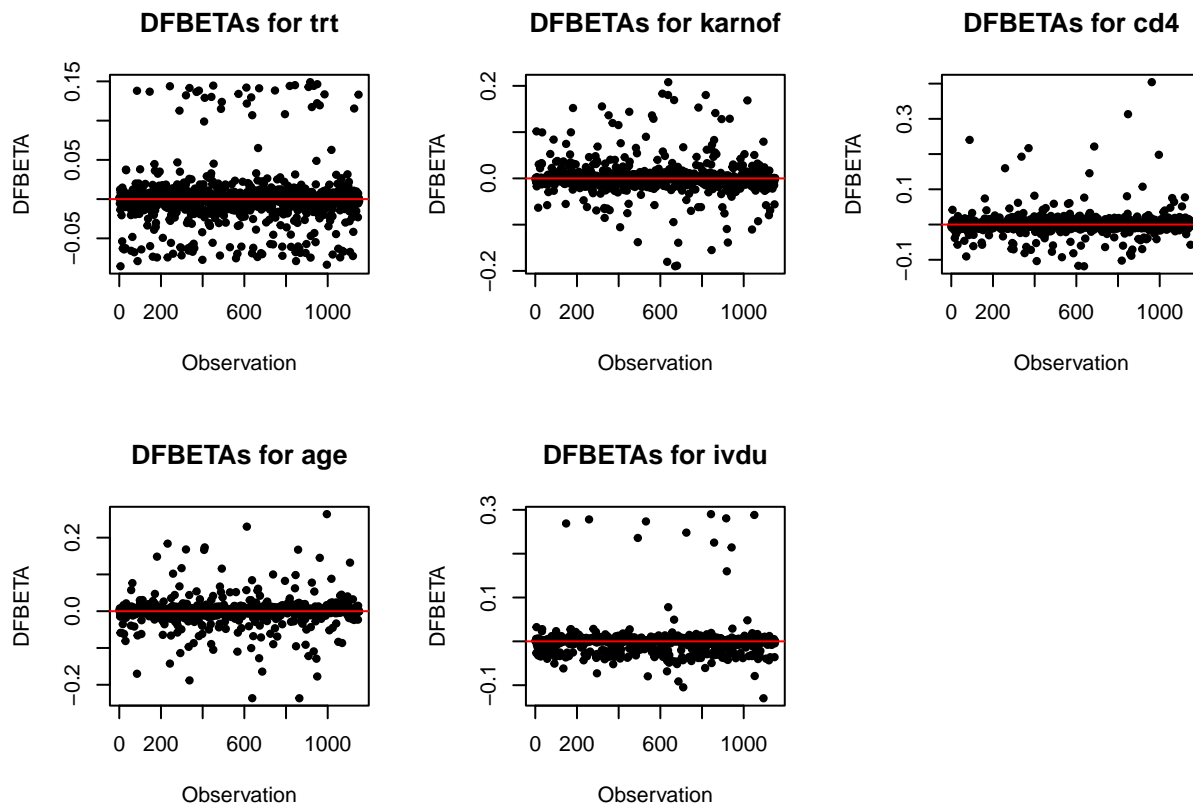 DFBETAs for trt
DFBETA
0.15
0.05
−0.05
0 200 600 1000
Observation
DFBETAs for karnof
DFBETA
0.2
0.0
−0.2
0 200 600 1000
Observation
DFBETAs for cd4
DFBETA
0.3
0.1
−0.1
0 200 600 1000
Observation
DFBETAs for age
DFBETA
0.2
0.0
−0.2
0 200 600 1000
Observation
DFBETAs for ivdu
DFBETA
0.3
0.1
−0.1
0 200 600 1000
Observation